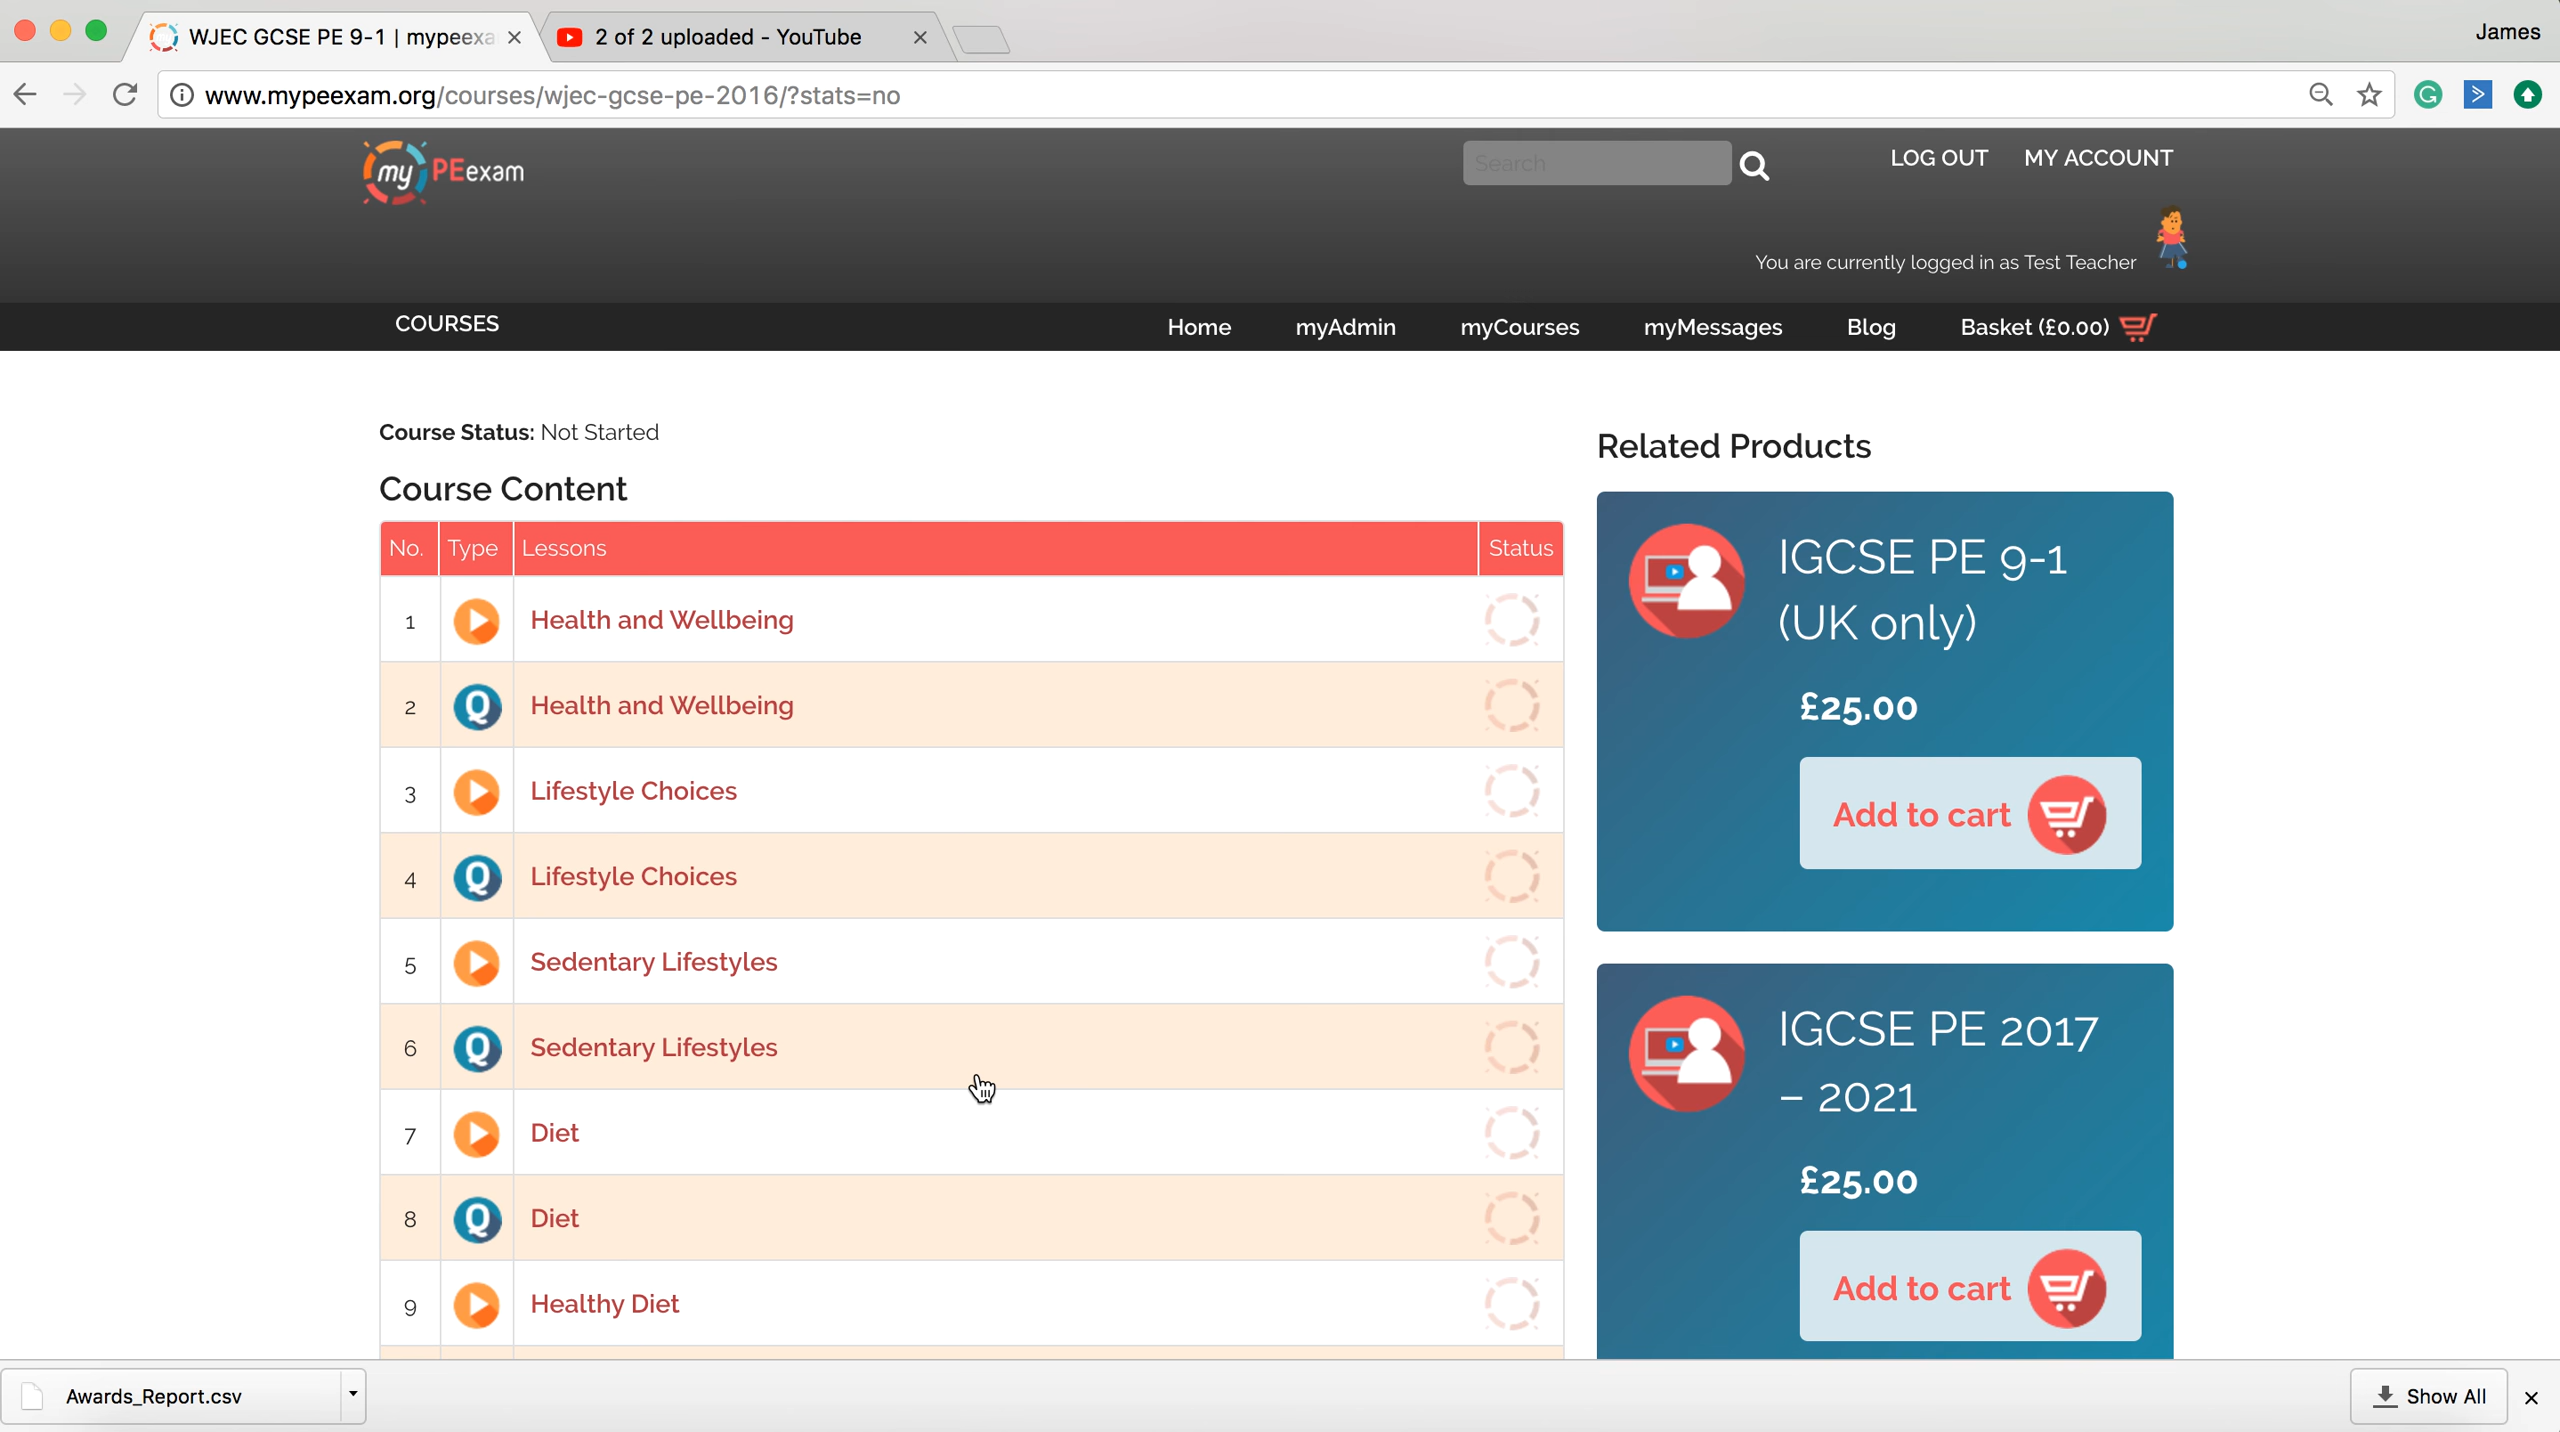 WJEC GCSE PE 9-1 | mypeexa
2 of 2 uploaded - YouTube
James
www.mypeexam.org/courses/wjec-gcse-pe-2016/?stats=no
my PEexam
Search
LOG OUT
MY ACCOUNT
You are currently logged in as Test Teacher
COURSES
Home
myAdmin
myCourses
myMessages
Blog
Basket (£0.00)
Course Status: Not Started
Course Content
No. Type Lessons Status
1 Health and Wellbeing
2 Q Health and Wellbeing
3 Lifestyle Choices
4 Q Lifestyle Choices
5 Sedentary Lifestyles
6 Q Sedentary Lifestyles
7 Diet
8 Q Diet
9 Healthy Diet
Related Products
IGCSE PE 9-1
(UK only)
£25.00
Add to cart
IGCSE PE 2017
– 2021
£25.00
Add to cart
Awards_Report.csv
Show All